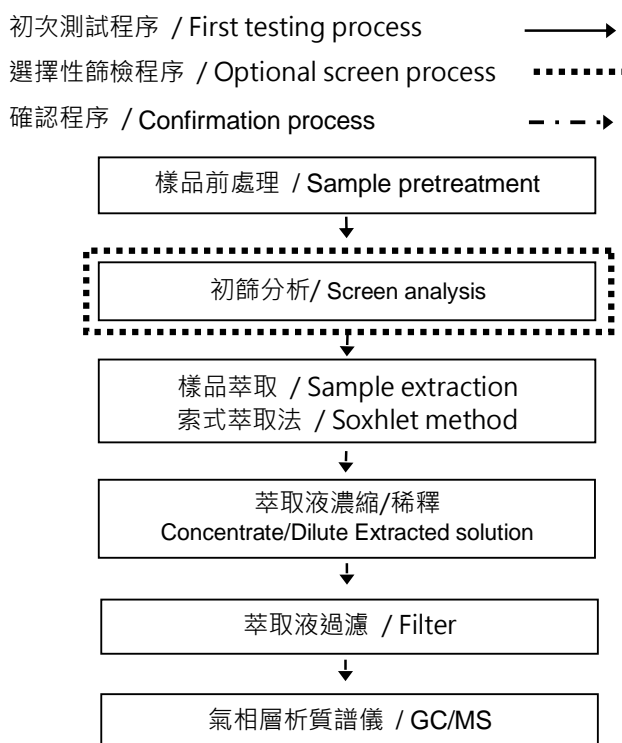 初次測試程序 / First testing process
選擇性篩檢程序 / Optional screen process
確認程序 / Confirmation process
樣品前處理 / Sample pretreatment
初篩分析/ Screen analysis
樣品萃取 / Sample extraction
索式萃取法 / Soxhlet method
萃取液濃縮/稀釋
Concentrate/Dilute Extracted solution
萃取液過濾 / Filter
氣相層析質譜儀 / GC/MS